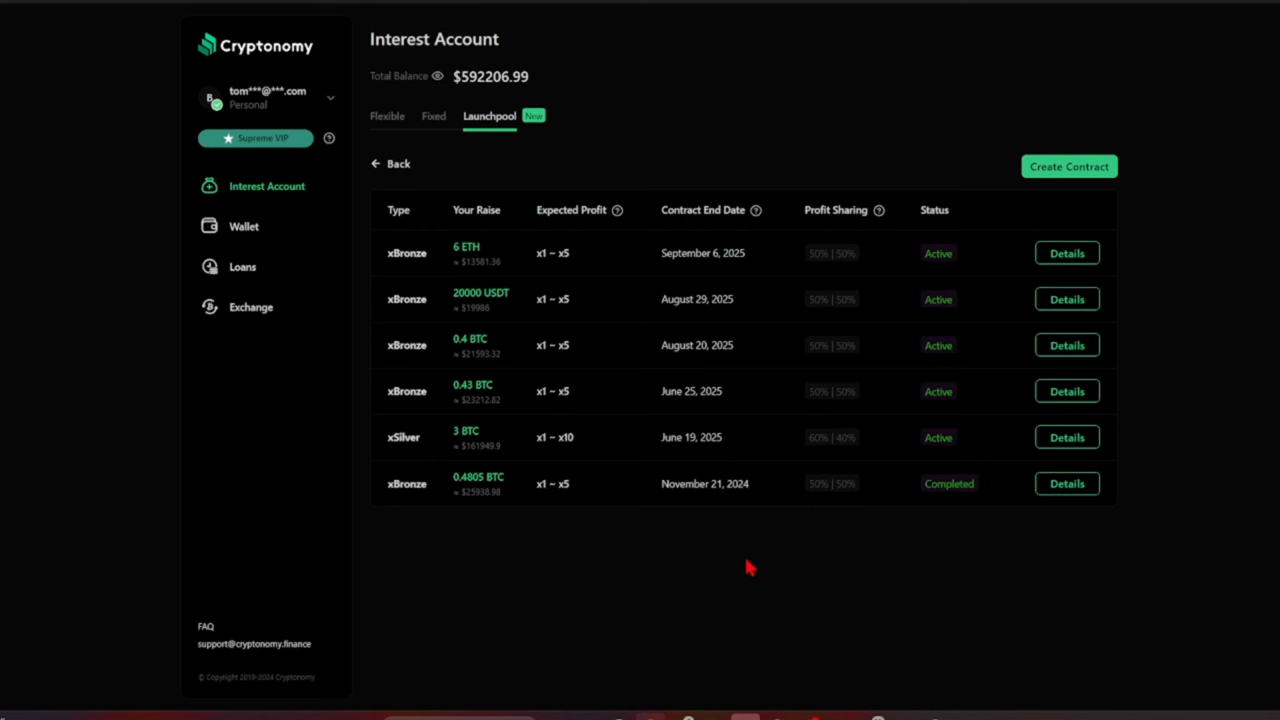 Cryptonomy
B
tom***@***.com
Personal
Supreme VIP
Interest Account
Wallet
Loans
Exchange
FAQ
support@cryptonomy.finance
© Copyright 2019-2024 Cryptonomy
Interest Account
Total Balance $592206.99
Flexible Fixed Launchpool New
Back
Create Contract
Type Your Raise Expected Profit Contract End Date Profit Sharing Status
xBronze 6 ETH ≈ $13581.36 x1 ~ x5 September 6, 2025 50% | 50% Active Details
xBronze 20000 USDT ≈ $19986 x1 ~ x5 August 29, 2025 50% | 50% Active Details
xBronze 0.4 BTC ≈ $21593.32 x1 ~ x5 August 20, 2025 50% | 50% Active Details
xBronze 0.43 BTC ≈ $23212.82 x1 ~ x5 June 25, 2025 50% | 50% Active Details
xSilver 3 BTC ≈ $161949.9 x1 ~ x10 June 19, 2025 60% | 40% Active Details
xBronze 0.4805 BTC ≈ $25938.98 x1 ~ x5 November 21, 2024 50% | 50% Completed Details